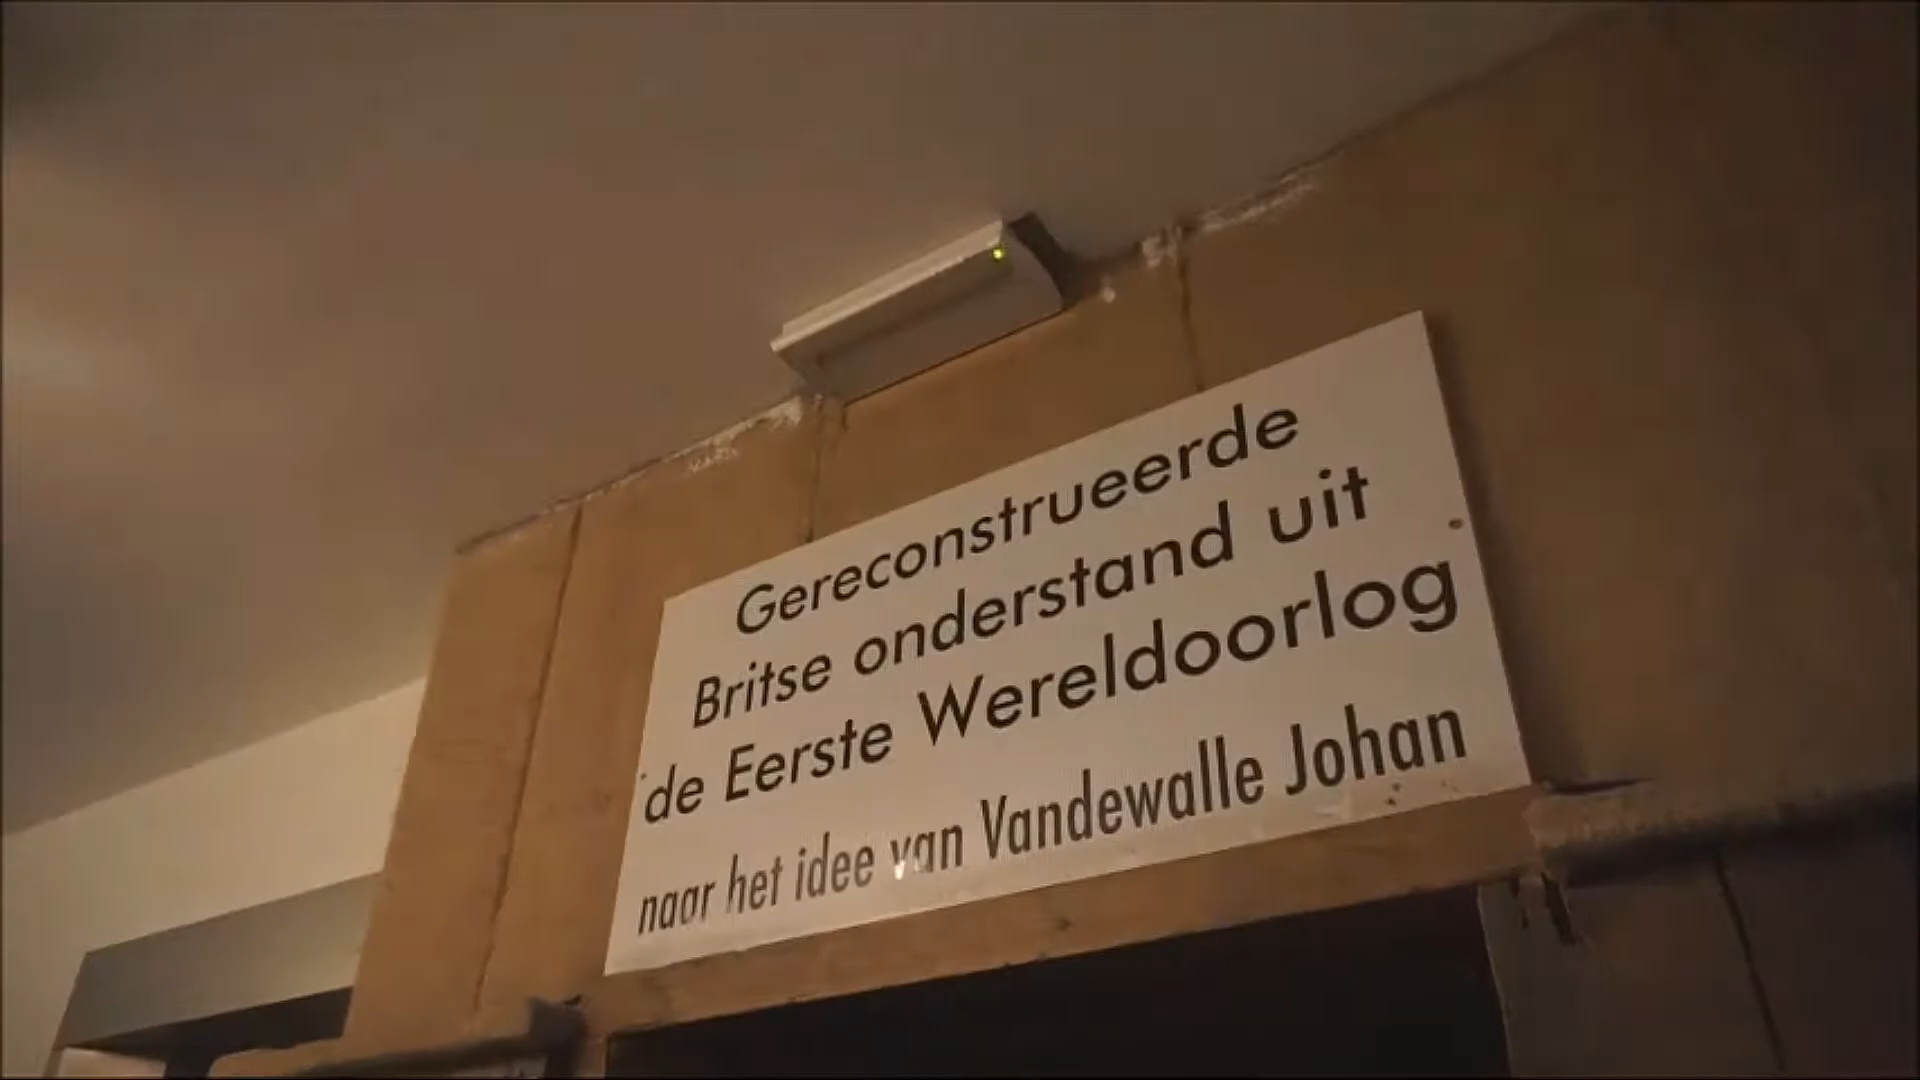 Gereconstrueerde
Britse onderstand uit
de Eerste Wereldoorlog
naar het idee van Vandewalle Johan